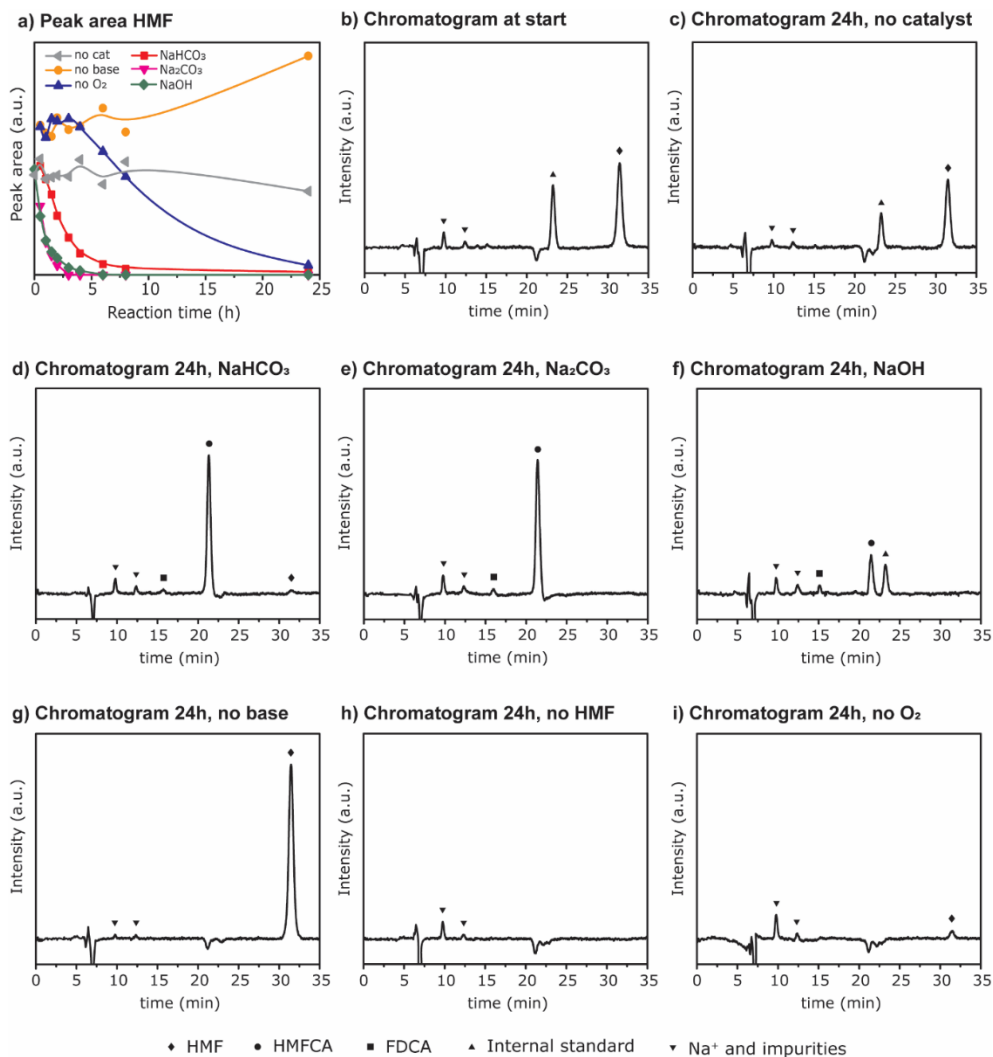 a) Peak area HMF
no cat
no base
no O₂
NaHCO₃
Na₂CO₃
NaOH
Peak area (a.u.)
0 5 10 15 20 25
Reaction time (h)
b) Chromatogram at start
Intensity (a.u.)
0 5 10 15 20 25 30 35
time (min)
c) Chromatogram 24h, no catalyst
Intensity (a.u.)
0 5 10 15 20 25 30 35
time (min)
d) Chromatogram 24h, NaHCO₃
Intensity (a.u.)
0 5 10 15 20 25 30 35
time (min)
e) Chromatogram 24h, Na₂CO₃
Intensity (a.u.)
0 5 10 15 20 25 30 35
time (min)
f) Chromatogram 24h, NaOH
Intensity (a.u.)
0 5 10 15 20 25 30 35
time (min)
g) Chromatogram 24h, no base
Intensity (a.u.)
0 5 10 15 20 25 30 35
time (min)
h) Chromatogram 24h, no HMF
Intensity (a.u.)
0 5 10 15 20 25 30 35
time (min)
i) Chromatogram 24h, no O₂
Intensity (a.u.)
0 5 10 15 20 25 30 35
time (min)
♦ HMF ● HMFCA ■ FDCA ▲ Internal standard ▼ Na⁺ and impurities